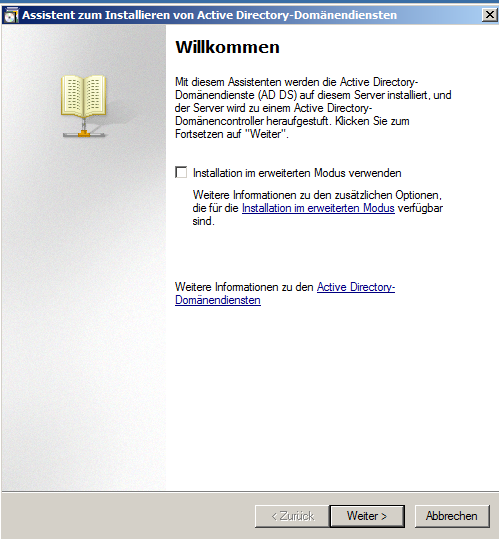 Assistent zum Installieren von Active Directory-Domänendiensten
Willkommen
Mit diesem Assistenten werden die Active Directory-
Domänendienste (AD DS) auf diesem Server installiert, und
der Server wird zu einem Active Directory-
Domänencontroller heraufgestuft. Klicken Sie zum
Fortsetzen auf "Weiter".
Installation im erweiterten Modus verwenden
Weitere Informationen zu den zusätzlichen Optionen,
die für die Installation im erweiterten Modus verfügbar
sind.
Weitere Informationen zu den Active Directory-
Domänendiensten
< Zurück
Weiter >
Abbrechen